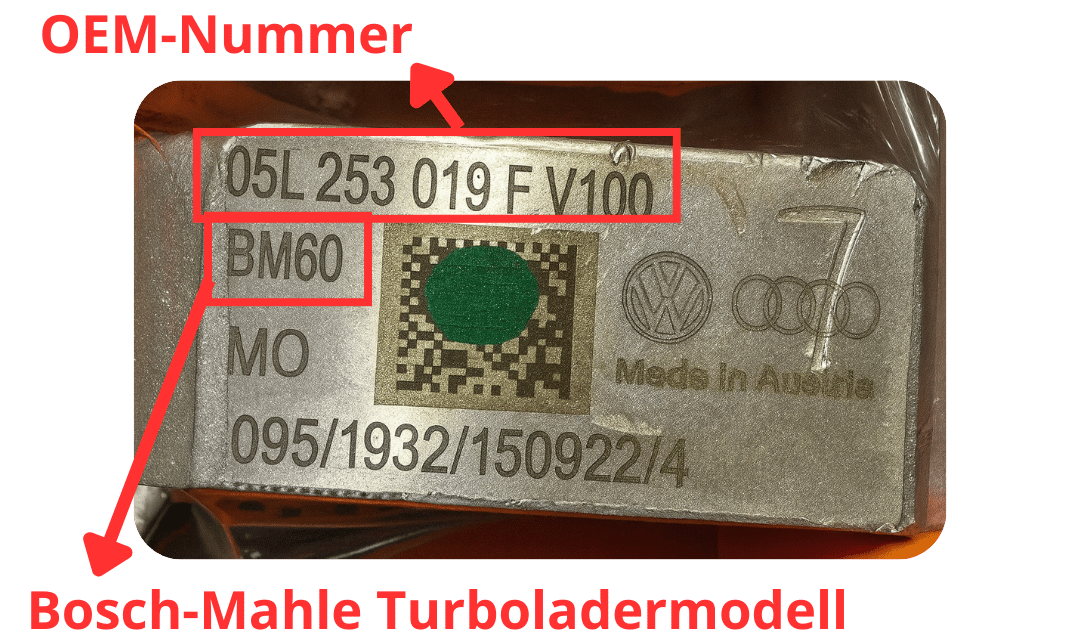 OEM-Nummer
05L 253 019 F V100
BM60
7
MO
Made in Austria
095/1932/150922/4
Bosch-Mahle Turboladermodell